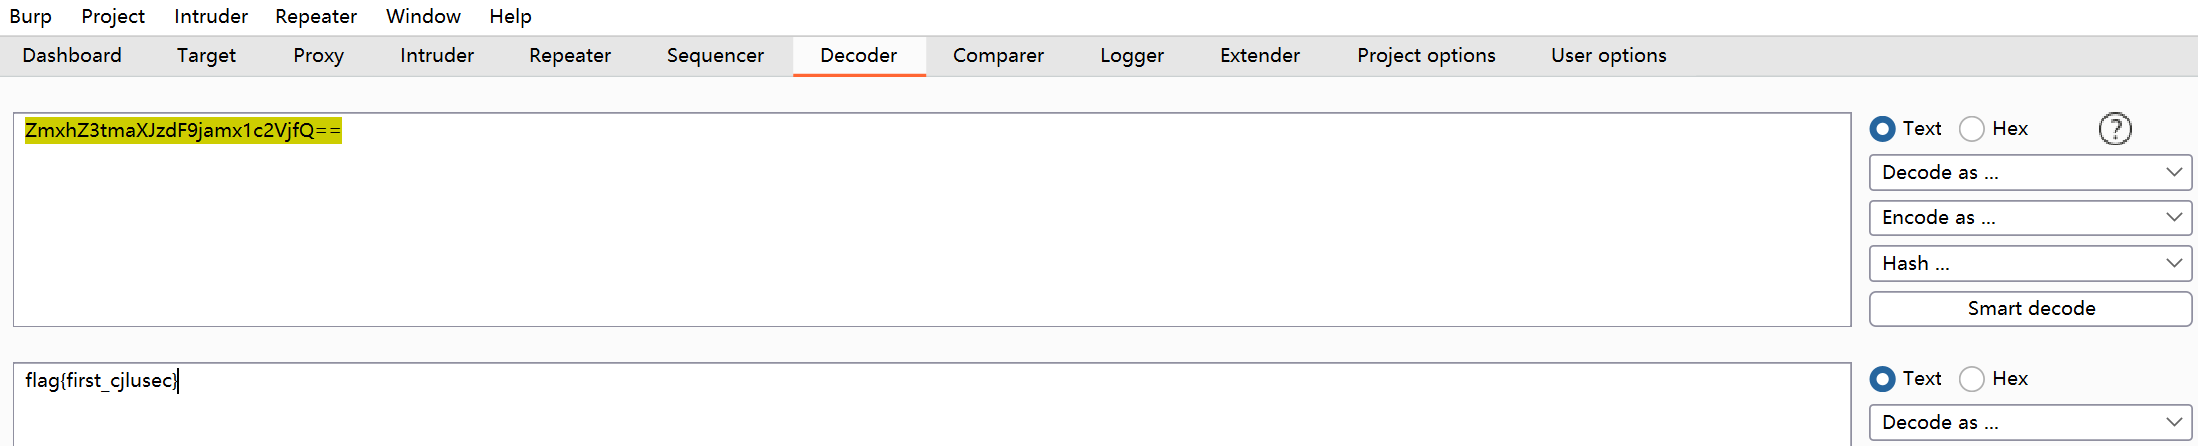 Burp Project Intruder Repeater Window Help
Dashboard Target Proxy Intruder Repeater Sequencer Decoder Comparer Logger Extender Project options User options
ZmxhZ3tmaXJzdF9jamx1c2VjfQ==
Text Hex ?
Decode as ...
Encode as ...
Hash ...
Smart decode
flag{first_cjlusec}
Text Hex
Decode as ...